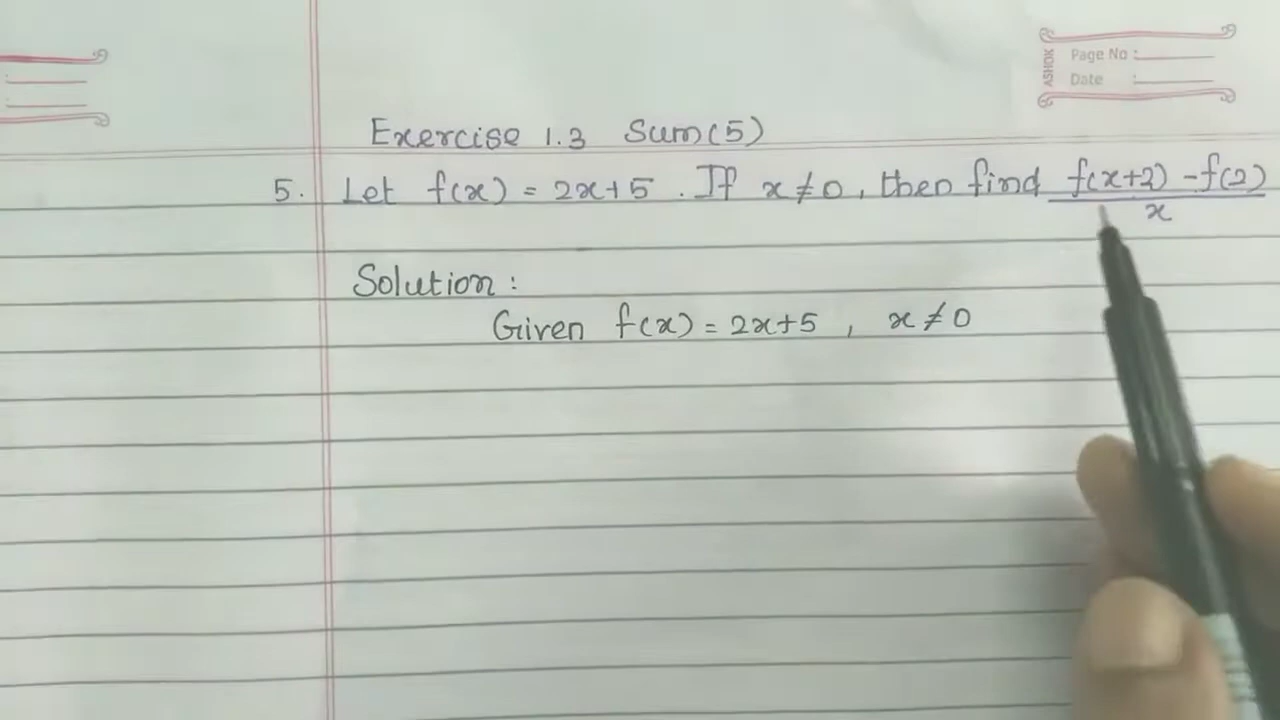 ASHOK
Page No :
Date :
Exercise 1.3 Sum(5)
5. Let f(x) = 2x+5 . If x≠0, then find f(x+2) -f(2)
x
Solution :
Given f(x) = 2x+5 , x≠0